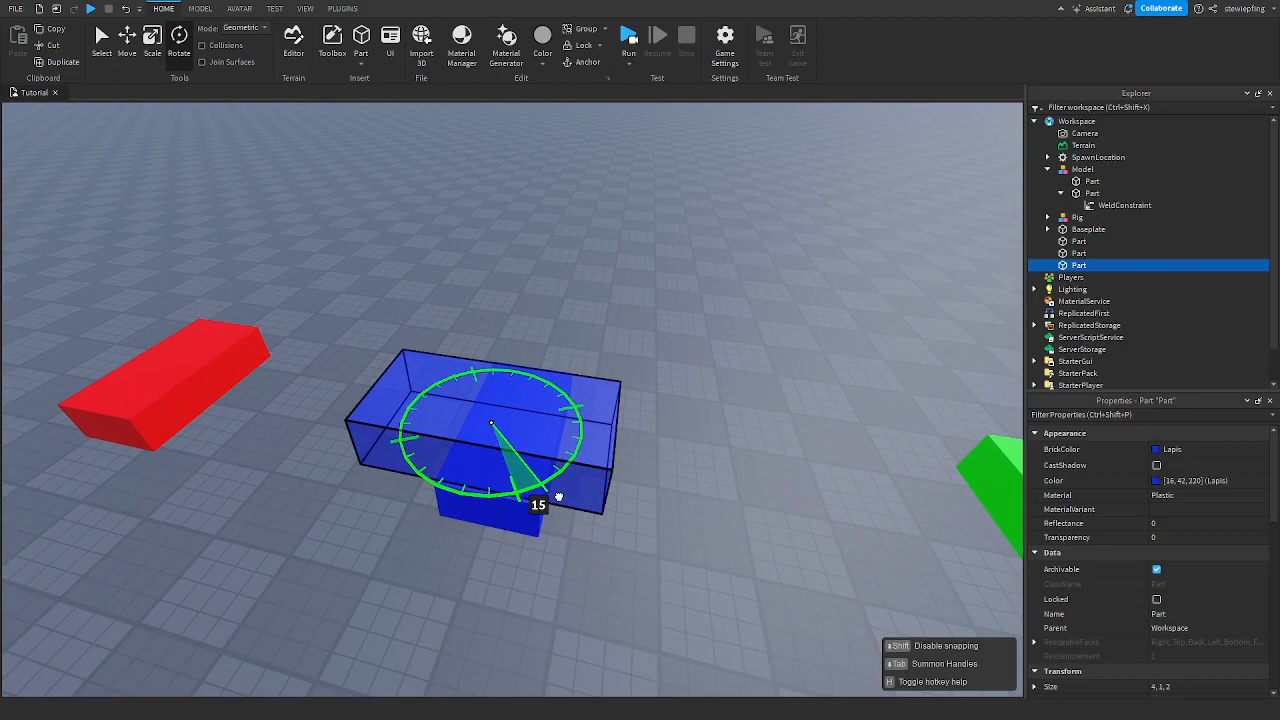 FILE HOME MODEL AVATAR TEST VIEW PLUGINS Assistant Collaborate stewiepfing
Paste Copy Cut Duplicate Select Move Scale Rotate Mode: Geometric Collisions Join Surfaces Editor Toolbox Part UI Import 3D Material Manager Material Generator Color Group Lock Anchor Run Resume Stop Game Settings Team Test Exit Game
Clipboard Tools Terrain Insert File Edit Test Settings Team Test
Tutorial
15
Shift Disable snapping
Tab Summon Handles
H Toggle hotkey help
Explorer
Filter workspace (Ctrl+Shift+X)
Workspace
Camera
Terrain
SpawnLocation
Model
Part
Part
WeldConstraint
Rig
Baseplate
Part
Part
Part
Players
Lighting
MaterialService
ReplicatedFirst
ReplicatedStorage
ServerScriptService
ServerStorage
StarterGui
StarterPack
StarterPlayer
Properties - Part "Part"
Filter Properties (Ctrl+Shift+P)
Appearance
BrickColor Lapis
CastShadow
Color [16, 42, 220] (Lapis)
Material Plastic
MaterialVariant
Reflectance 0
Transparency 0
Data
Archivable
ClassName Part
Locked
Name Part
Parent Workspace
ResizeableFaces Right, Top, Back, Left, Bottom, F...
ResizeIncrement 1
Transform
Size 4, 1, 2